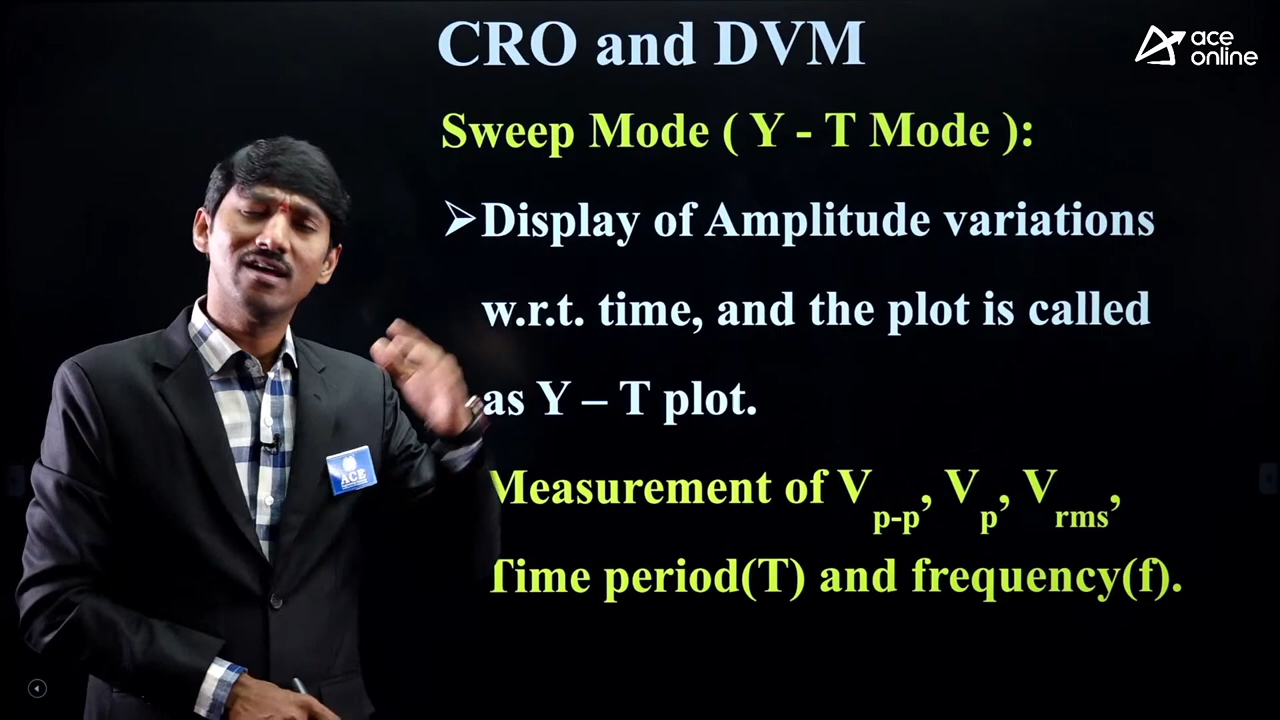 CRO and DVM
ace
online
Sweep Mode ( Y - T Mode ):
➢Display of Amplitude variations
w.r.t. time, and the plot is called
as Y – T plot.
Measurement of Vp-p, Vp, Vrms,
Time period(T) and frequency(f).
ACE